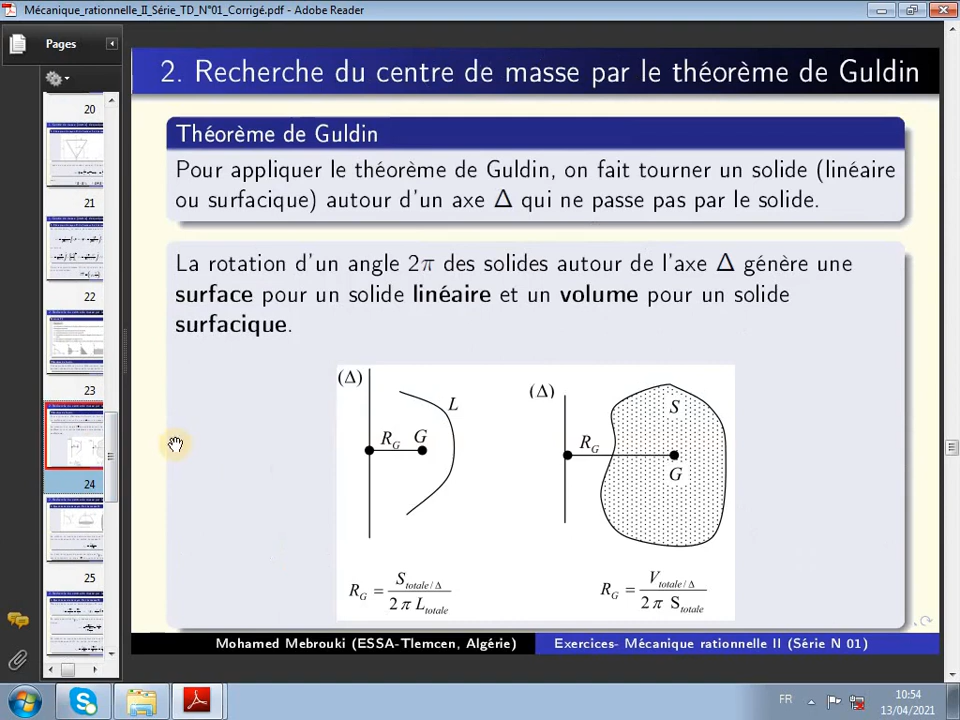 Mécanique_rationnelle_II_Série_TD_N°01_Corrigé.pdf - Adobe Reader
Pages
20
21
22
23
24
25
2. Recherche du centre de masse par le théorème de Guldin
Théorème de Guldin
Pour appliquer le théorème de Guldin, on fait tourner un solide (linéaire
ou surfacique) autour d'un axe Δ qui ne passe pas par le solide.
La rotation d'un angle 2π des solides autour de l'axe Δ génère une
surface pour un solide linéaire et un volume pour un solide
surfacique.
(Δ)
L
R_G G
R_G = S_totale/Δ / 2 π L_totale
(Δ)
S
R_G
G
R_G = V_totale/Δ / 2 π S_totale
Mohamed Mebrouki (ESSA-Tlemcen, Algérie) Exercices- Mécanique rationnelle II (Série N 01)
FR
10:54
13/04/2021